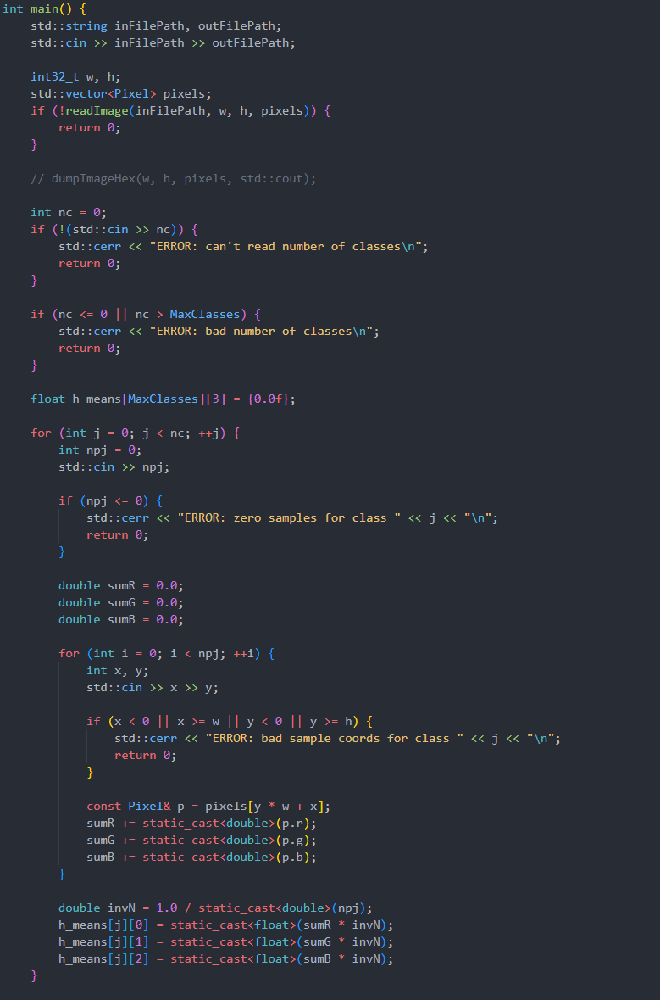 int main() {
    std::string inFilePath, outFilePath;
    std::cin >> inFilePath >> outFilePath;

    int32_t w, h;
    std::vector<Pixel> pixels;
    if (!readImage(inFilePath, w, h, pixels)) {
        return 0;
    }

    // dumpImageHex(w, h, pixels, std::cout);

    int nc = 0;
    if (!(std::cin >> nc)) {
        std::cerr << "ERROR: can't read number of classes\n";
        return 0;
    }

    if (nc <= 0 || nc > MaxClasses) {
        std::cerr << "ERROR: bad number of classes\n";
        return 0;
    }

    float h_means[MaxClasses][3] = {0.0f};

    for (int j = 0; j < nc; ++j) {
        int npj = 0;
        std::cin >> npj;

        if (npj <= 0) {
            std::cerr << "ERROR: zero samples for class " << j << "\n";
            return 0;
        }

        double sumR = 0.0;
        double sumG = 0.0;
        double sumB = 0.0;

        for (int i = 0; i < npj; ++i) {
            int x, y;
            std::cin >> x >> y;

            if (x < 0 || x >= w || y < 0 || y >= h) {
                std::cerr << "ERROR: bad sample coords for class " << j << "\n";
                return 0;
            }

            const Pixel& p = pixels[y * w + x];
            sumR += static_cast<double>(p.r);
            sumG += static_cast<double>(p.g);
            sumB += static_cast<double>(p.b);
        }

        double invN = 1.0 / static_cast<double>(npj);
        h_means[j][0] = static_cast<float>(sumR * invN);
        h_means[j][1] = static_cast<float>(sumG * invN);
        h_means[j][2] = static_cast<float>(sumB * invN);
    }